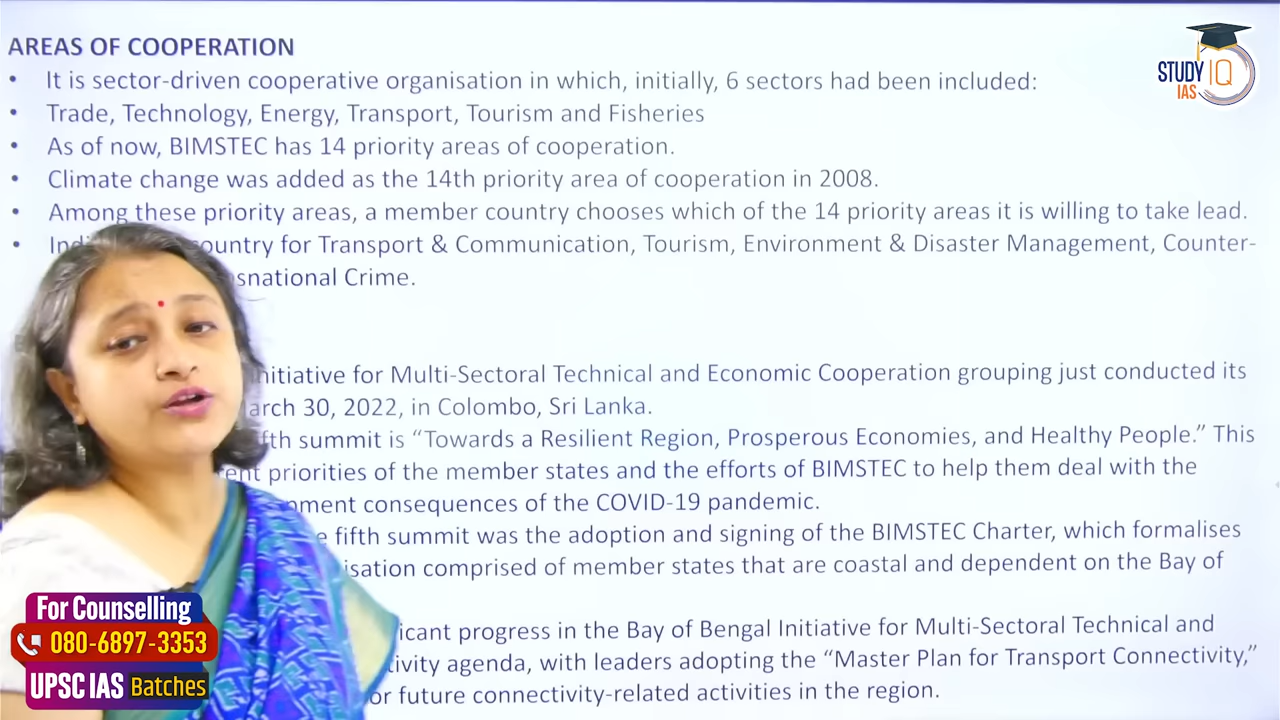 AREAS OF COOPERATION
• It is sector-driven cooperative organisation in which, initially, 6 sectors had been included:
• Trade, Technology, Energy, Transport, Tourism and Fisheries
• As of now, BIMSTEC has 14 priority areas of cooperation.
• Climate change was added as the 14th priority area of cooperation in 2008.
• Among these priority areas, a member country chooses which of the 14 priority areas it is willing to take lead.
• Ind ountry for Transport & Communication, Tourism, Environment & Disaster Management, Counter-
snational Crime.
nitiative for Multi-Sectoral Technical and Economic Cooperation grouping just conducted its
arch 30, 2022, in Colombo, Sri Lanka.
fth summit is “Towards a Resilient Region, Prosperous Economies, and Healthy People.” This
ent priorities of the member states and the efforts of BIMSTEC to help them deal with the
pment consequences of the COVID-19 pandemic.
e fifth summit was the adoption and signing of the BIMSTEC Charter, which formalises
isation comprised of member states that are coastal and dependent on the Bay of
icant progress in the Bay of Bengal Initiative for Multi-Sectoral Technical and
tivity agenda, with leaders adopting the “Master Plan for Transport Connectivity,”
or future connectivity-related activities in the region.
STUDY IQ
IAS
For Counselling
080-6897-3353
UPSC IAS Batches